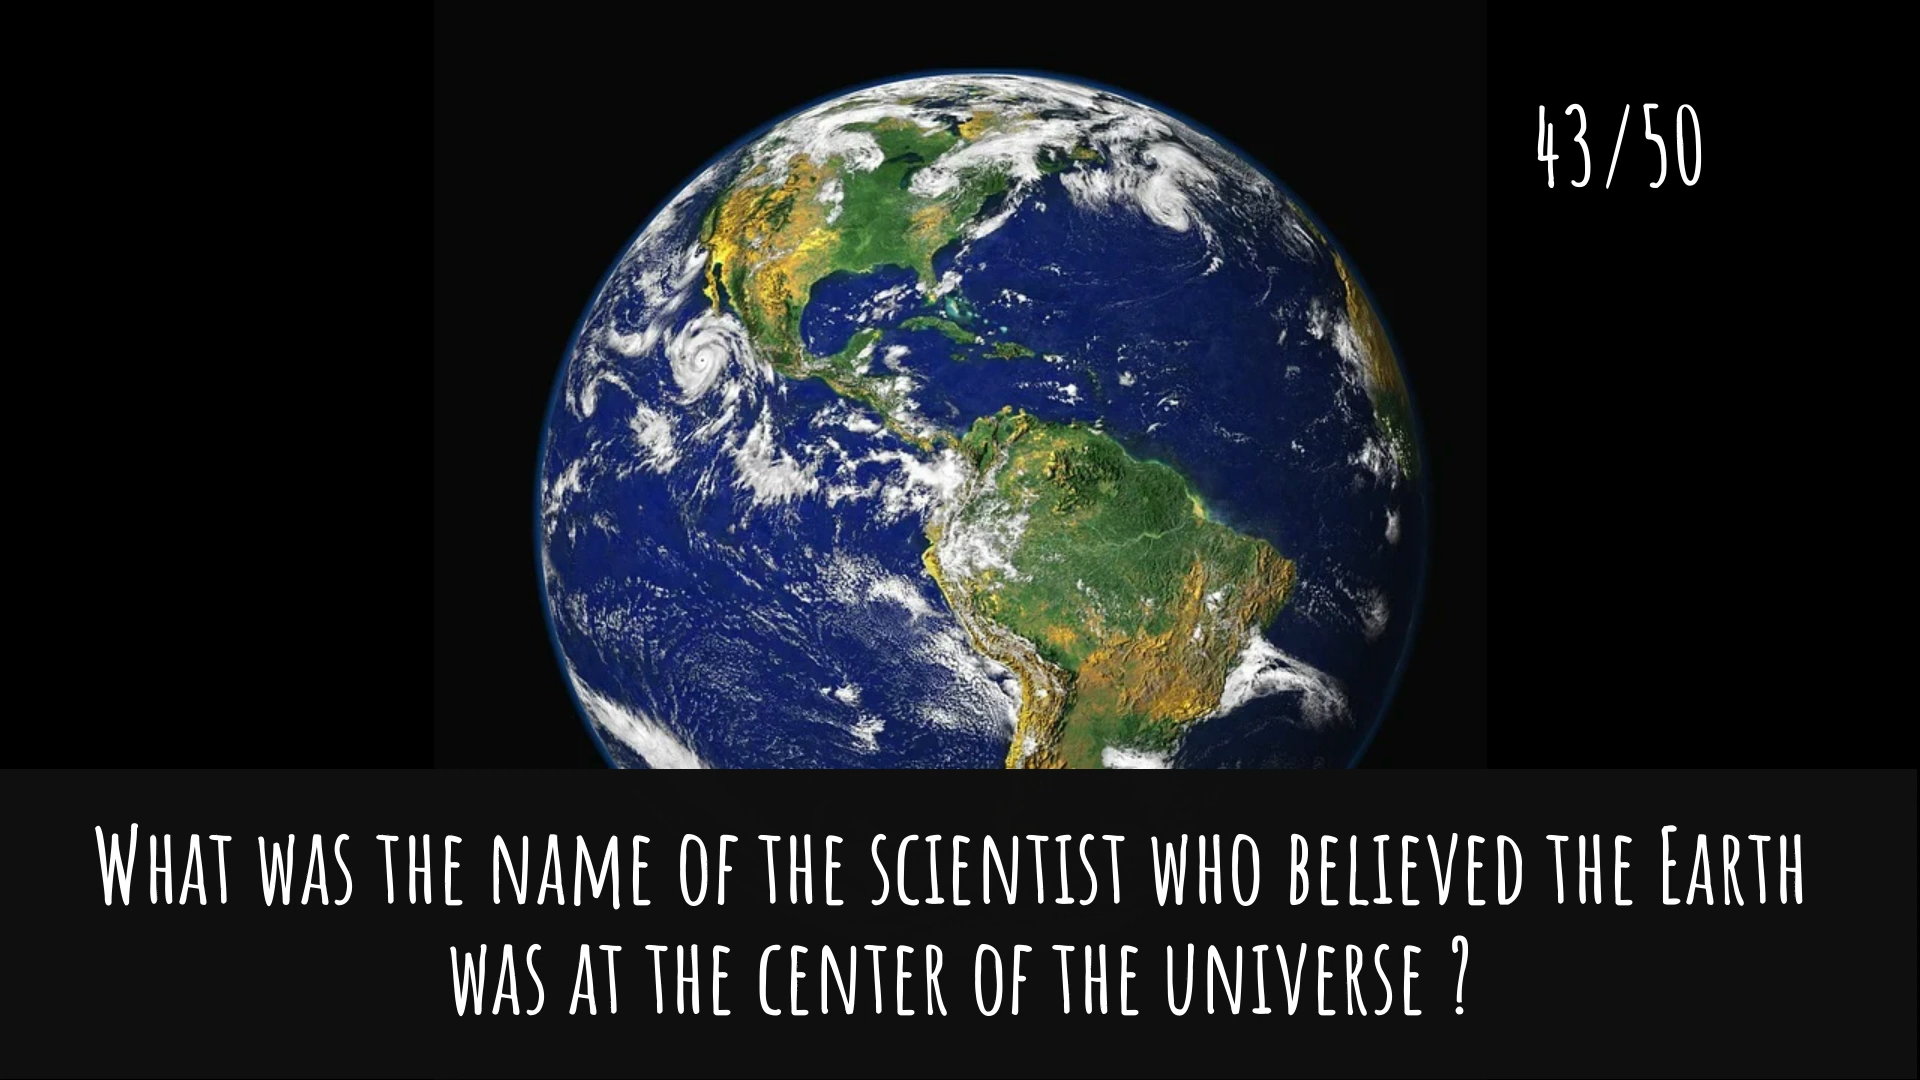 43/50
What was the name of the scientist who believed the Earth
was at the center of the universe ?